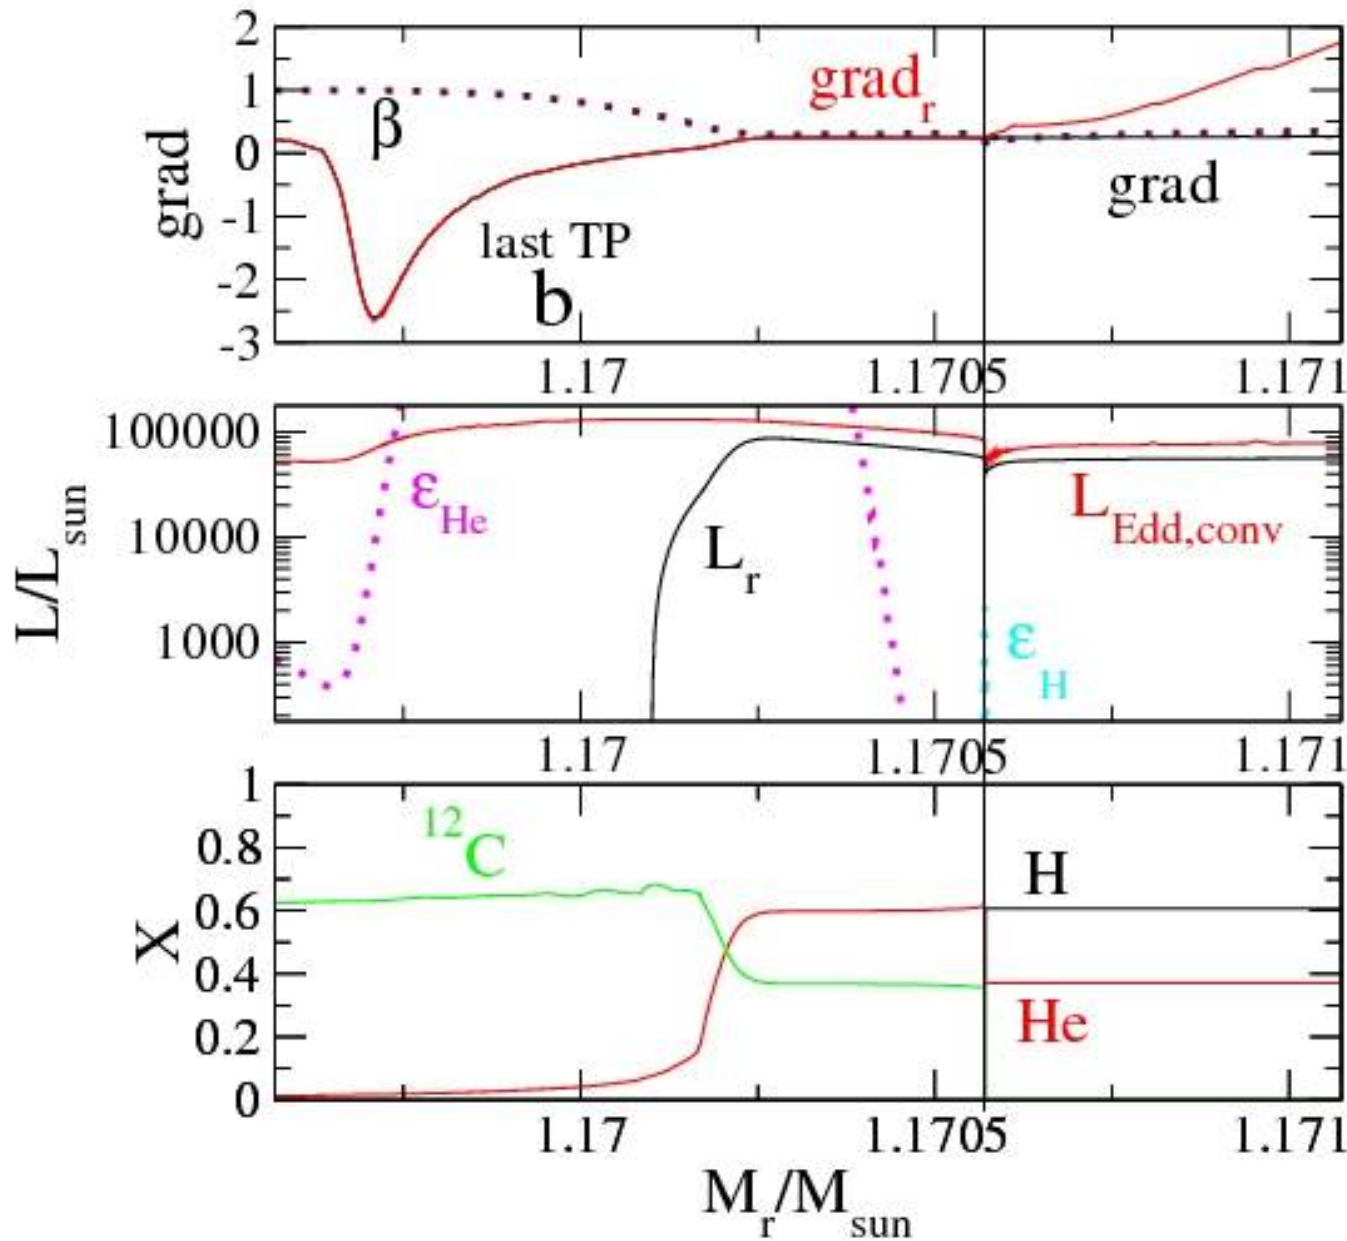 2
1
0
-1
-2
-3
grad
β
grad_r
grad
last TP
b
1.17 1.1705 1.171
100000
10000
1000
L/L_sun
ε_He
L_r
L_Edd,conv
ε_H
1.17 1.1705 1.171
1
0.8
0.6
0.4
0.2
0
X
¹²C
H
He
1.17 1.1705 1.171
M_r/M_sun